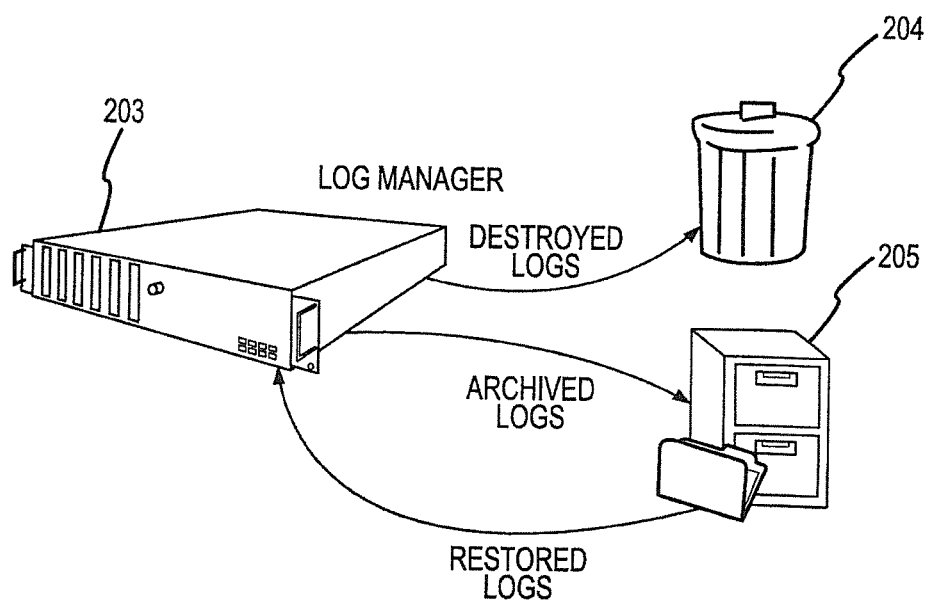 204
203
LOG MANAGER
DESTROYED
LOGS
205
ARCHIVED
LOGS
RESTORED
LOGS